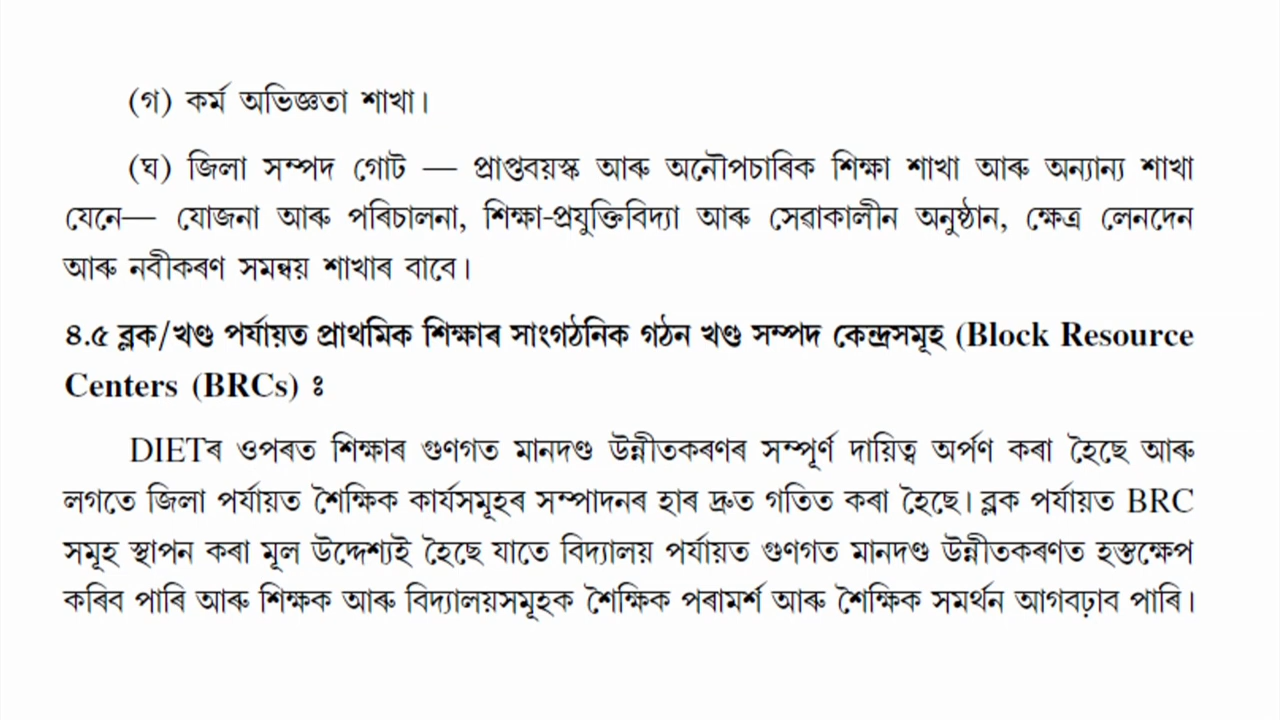 (গ) কৰ্ম অভিজ্ঞতা শাখা।
(ঘ) জিলা সম্পদ গোট — প্ৰাপ্তবয়স্ক আৰু অনৌপচাৰিক শিক্ষা শাখা আৰু অন্যান্য শাখা
যেনে— যোজনা আৰু পৰিচালনা, শিক্ষা-প্ৰযুক্তিবিদ্যা আৰু সেৱাকালীন অনুষ্ঠান, ক্ষেত্ৰ লেনদেন
আৰু নবীকৰণ সমন্বয় শাখাৰ বাবে।
৪.৫ ব্লক/খণ্ড পৰ্যায়ত প্ৰাথমিক শিক্ষাৰ সাংগঠনিক গঠন খণ্ড সম্পদ কেন্দ্ৰসমূহ (Block Resource
Centers (BRCs) ঃ
DIETৰ ওপৰত শিক্ষাৰ গুণগত মানদণ্ড উন্নীতকৰণৰ সম্পূৰ্ণ দায়িত্ব অৰ্পণ কৰা হৈছে আৰু
লগতে জিলা পৰ্যায়ত শৈক্ষিক কাৰ্যসমূহৰ সম্পাদনৰ হাৰ দ্ৰুত গতিত কৰা হৈছে। ব্লক পৰ্যায়ত BRC
সমূহ স্থাপন কৰা মূল উদ্দেশ্যই হৈছে যাতে বিদ্যালয় পৰ্যায়ত গুণগত মানদণ্ড উন্নীতকৰণত হস্তক্ষেপ
কৰিব পাৰি আৰু শিক্ষক আৰু বিদ্যালয়সমূহক শৈক্ষিক পৰামৰ্শ আৰু শৈক্ষিক সমৰ্থন আগবঢ়াব পাৰি।